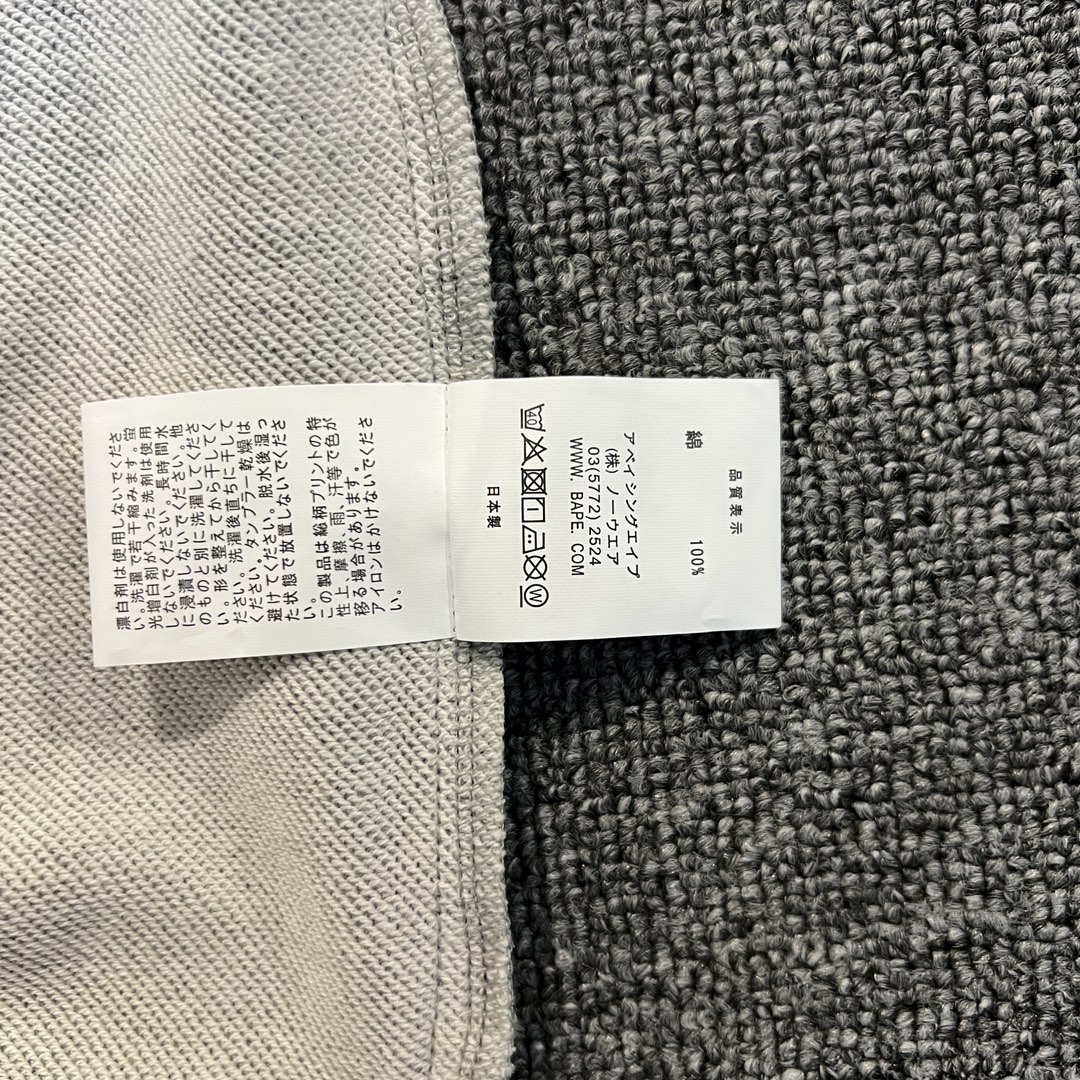 品質表示
綿 100%
アベイシングエイプ
(株)ノーウエア
03(5772)2524
WWW. BAPE. COM
40 W
日本製
漂白剤は使用しないでくださ
い。洗濯で若干縮みます。蛍
光増白剤が入った洗剤は使用
しないでください。長時間水
に浸漬しないでください。他
のものと別に洗濯してくださ
い。形を整えてから干してく
ださい。洗濯後直ちに干して
ください。タンブラー乾燥は
避けてください。脱水後湿っ
た状態で放置しないでくださ
い。
この製品は総柄プリントの特
性上、摩擦、雨、汗等で色が
移る場合があります。
アイロンはかけないでくださ
い。